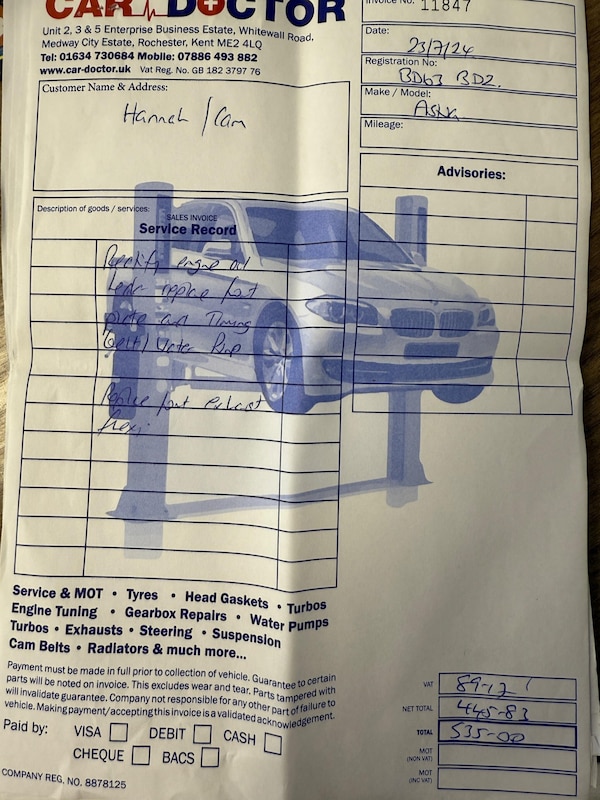 CAR DOCTOR
Unit 2, 3 & 5 Enterprise Business Estate, Whitewall Road,
Medway City Estate, Rochester, Kent ME2 4LQ
Tel: 01634 730684 Mobile: 07886 493 882
www.car-doctor.uk Vat Reg. No. GB 182 3797 76
Invoice No. 11847
Date: 23/7/24
Registration No: BD63 BDZ.
Make / Model:
Mileage:
Customer Name & Address:
Hannah / Cam
Advisories:
Description of goods / services:
SALES INVOICE
Service Record
Rectify engine oil
leak replace front
plate and Timing
belt/ Water Pump
Replace front exhaust
flexi.
Service & MOT • Tyres • Head Gaskets • Turbos
Engine Tuning • Gearbox Repairs • Water Pumps
Turbos • Exhausts • Steering • Suspension
Cam Belts • Radiators & much more...
Payment must be made in full prior to collection of vehicle. Guarantee to certain
parts will be noted on invoice. This excludes wear and tear. Parts tampered with
will invalidate guarantee. Company not responsible for any other part of failure to
vehicle. Making payment/accepting this invoice is a validated acknowledgement.
Paid by: VISA DEBIT CASH
CHEQUE BACS
COMPANY REG. NO. 8878125
VAT 89-17
NET TOTAL 445-83
TOTAL 535-00
MOT
(NON VAT)
MOT
(INC VAT)